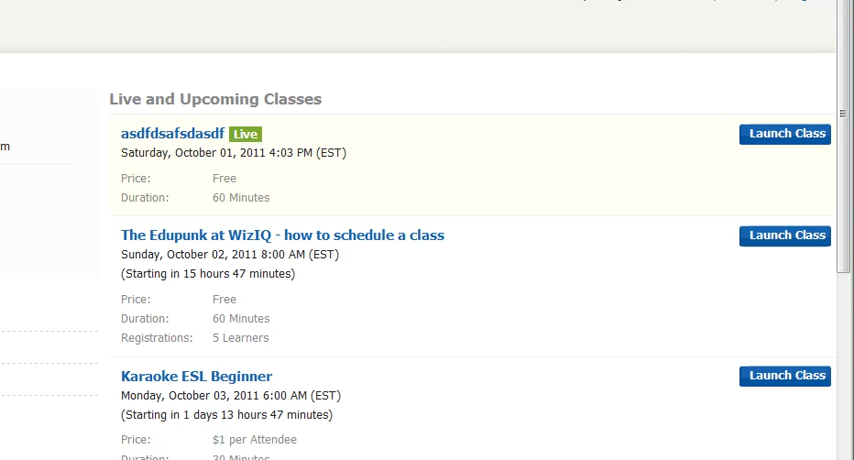 m
Live and Upcoming Classes
asdfdsafsdasdf Live
Launch Class
Saturday, October 01, 2011 4:03 PM (EST)
Price: Free
Duration: 60 Minutes
The Edupunk at WizIQ - how to schedule a class
Launch Class
Sunday, October 02, 2011 8:00 AM (EST)
(Starting in 15 hours 47 minutes)
Price: Free
Duration: 60 Minutes
Registrations: 5 Learners
Karaoke ESL Beginner
Launch Class
Monday, October 03, 2011 6:00 AM (EST)
(Starting in 1 days 13 hours 47 minutes)
Price: $1 per Attendee
Duration: 30 Minutes